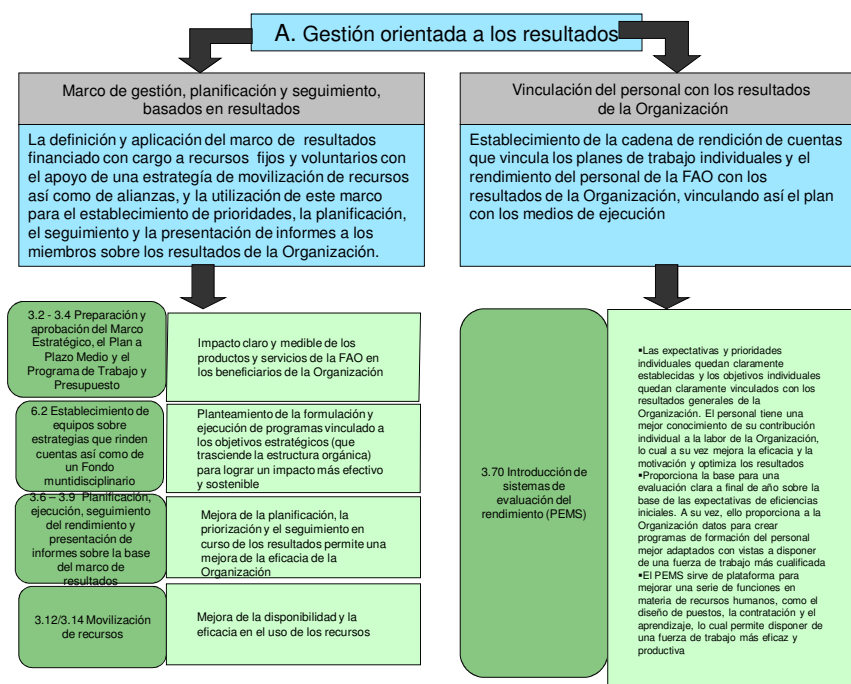 A. Gestión orientada a los resultados
Marco de gestión, planificación y seguimiento,
basados en resultados
La definición y aplicación del marco de resultados
financiado con cargo a recursos fijos y voluntarios con
el apoyo de una estrategía de movilización de recursos
así como de alianzas, y la utilización de este marco
para el establecimiento de prioridades, la planificación,
el seguimiento y la presentación de informes a los
miembros sobre los resultados de la Organización.
3.2 - 3.4 Preparación y
aprobación del Marco
Estratégico, el Plan a
Plazo Medio y el
Programa de Trabajo y
Presupuesto
Impacto claro y medible de los
productos y servicios de la FAO en
los beneficiarios de la Organización
6.2 Establecimiento de
equipos sobre
estrategias que rinden
cuentas así como de
un Fondo
muntidisciplinario
Planteamiento de la formulación y
ejecución de programas vinculado a
los objetivos estratégicos (que
trasciende la estructura orgánica)
para lograr un impacto más efectivo
y sostenible
3.6 – 3.9 Planificación,
ejecución, seguimiento
del rendimiento y
presentación de
informes sobre la base
del marco de
resultados
Mejora de la planificación, la
priorización y el seguimiento en
curso de los resultados permite una
mejora de la eficacia de la
Organización
3.12/3.14 Movilización
de recursos
Mejora de la disponibilidad y la
eficacia en el uso de los recursos
Vinculación del personal con los resultados
de la Organización
Establecimiento de la cadena de rendición de cuentas
que vincula los planes de trabajo individuales y el
rendimiento del personal de la FAO con los
resultados de la Organización, vinculando así el plan
con los medios de ejecución
3.70 Introducción de
sistemas de
evaluación del
rendimiento (PEMS)
▪Las expectativas y prioridades
individuales quedan claramente
establecidas y los objetivos individuales
quedan claramente vinculados con los
resultados generales de la
Organización. El personal tiene una
mejor conocimiento de su contribución
individual a la labor de la Organización,
lo cual a su vez mejora la eficacia y la
motivación y optimiza los resultados
▪Proporciona la base para una
evaluación clara a final de año sobre la
base de las expectativas de eficiencias
iniciales. A su vez, ello proporciona a la
Organización datos para crear
programas de formación del personal
mejor adaptados con vistas a disponer
de una fuerza de trabajo más cualificada
▪El PEMS sirve de plataforma para
mejorar una serie de funciones en
materia de recursos humanos, como el
diseño de puestos, la contratación y el
aprendizaje, lo cual permite disponer de
una fuerza de trabajo más eficaz y
productiva